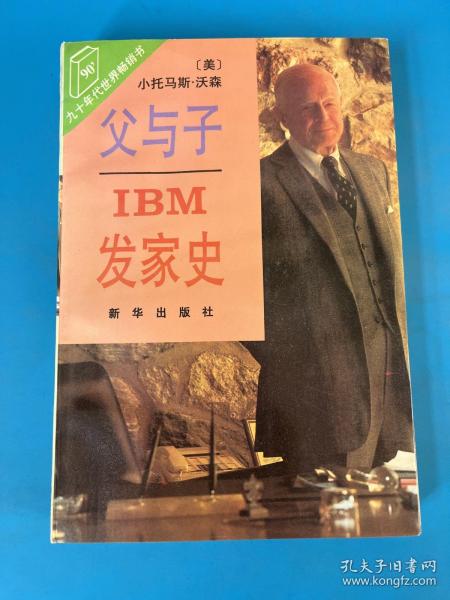 90'
九十年代世界畅销书
〔美〕
小托马斯·沃森
父与子
IBM
发家史
新华出版社
孔夫子旧书网
www.kongfz.com